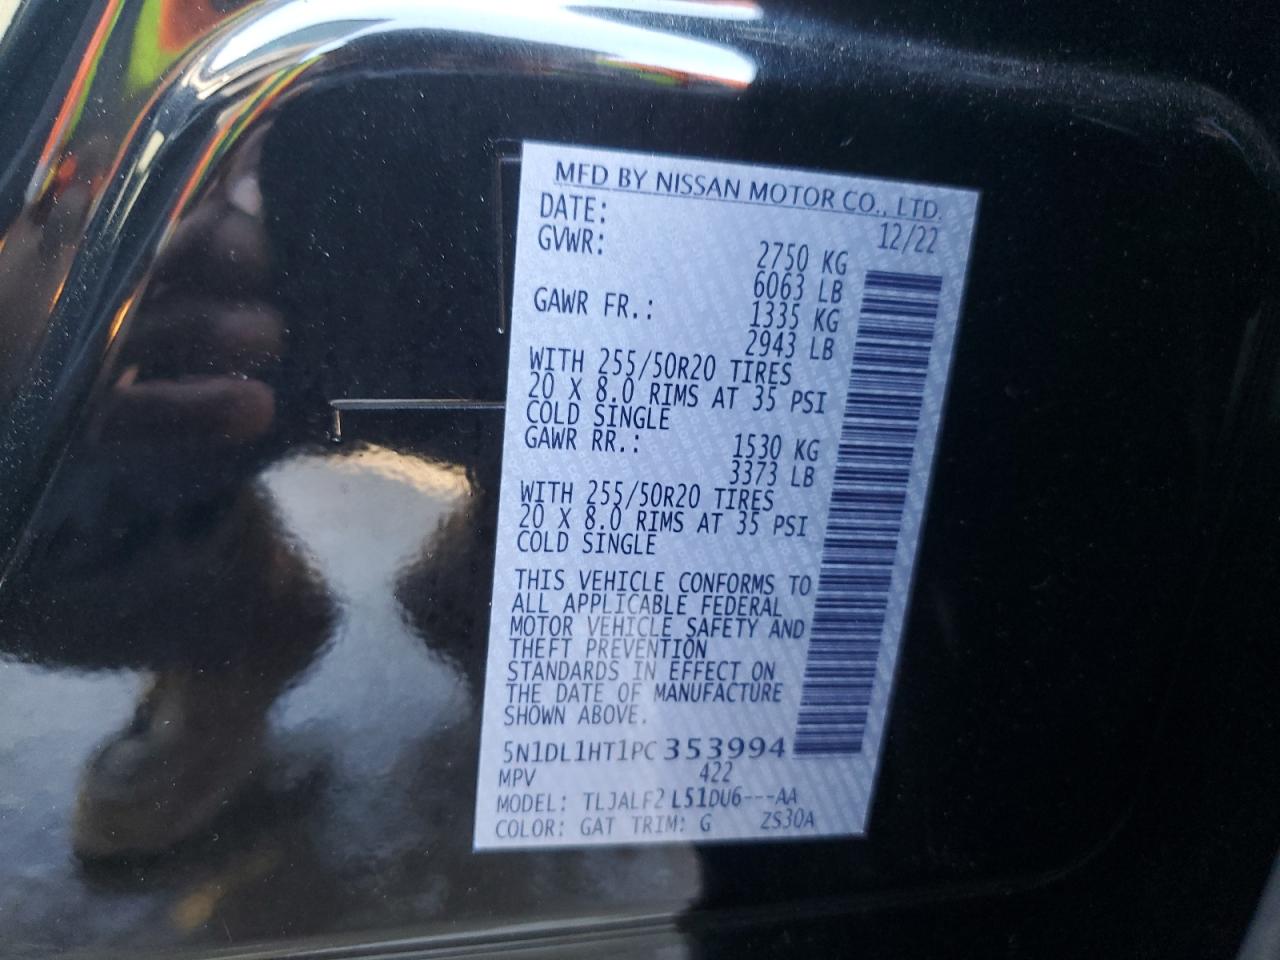 MFD BY NISSAN MOTOR CO., LTD.
DATE: 12/22
GVWR: 2750 KG
6063 LB
GAWR FR.: 1335 KG
2943 LB
WITH 255/50R20 TIRES
20 X 8.0 RIMS AT 35 PSI
COLD SINGLE
GAWR RR.: 1530 KG
3373 LB
WITH 255/50R20 TIRES
20 X 8.0 RIMS AT 35 PSI
COLD SINGLE
THIS VEHICLE CONFORMS TO
ALL APPLICABLE FEDERAL
MOTOR VEHICLE SAFETY AND
THEFT PREVENTION
STANDARDS IN EFFECT ON
THE DATE OF MANUFACTURE
SHOWN ABOVE.
5N1DL1HT1PC353994
MPV 422
MODEL: TLJALF2 L51DU6---AA
COLOR: GAT TRIM: G ZS30A